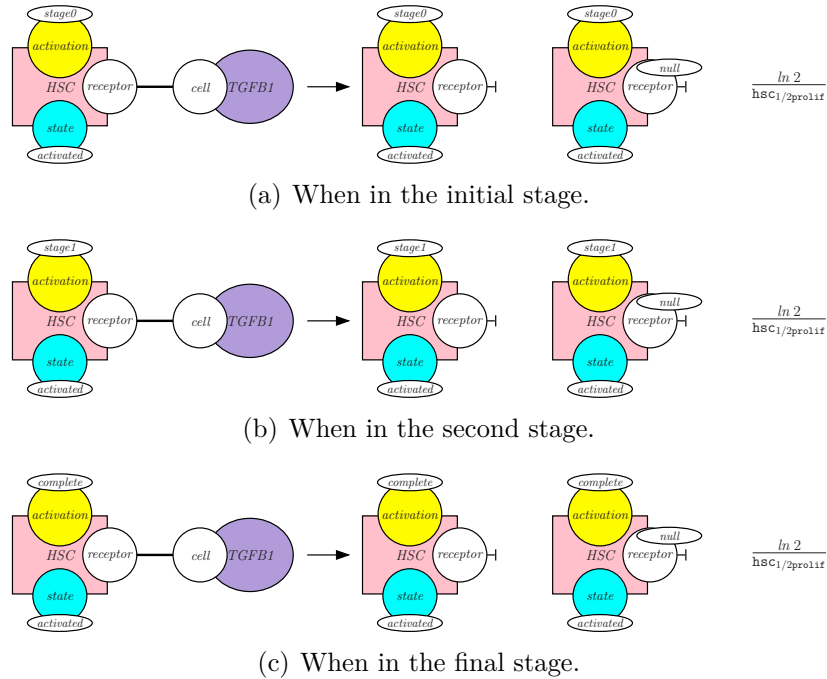 stage0 stage0 stage0
activation activation activation
null
HSC receptor cell TGFB1 HSC receptor HSC receptor ln 2
hsc1/2prolif
state state state
activated activated activated
(a) When in the initial stage.
stage1 stage1 stage1
activation activation activation
null
HSC receptor cell TGFB1 HSC receptor HSC receptor ln 2
hsc1/2prolif
state state state
activated activated activated
(b) When in the second stage.
complete complete complete
activation activation activation
null
HSC receptor cell TGFB1 HSC receptor HSC receptor ln 2
hsc1/2prolif
state state state
activated activated activated
(c) When in the final stage.